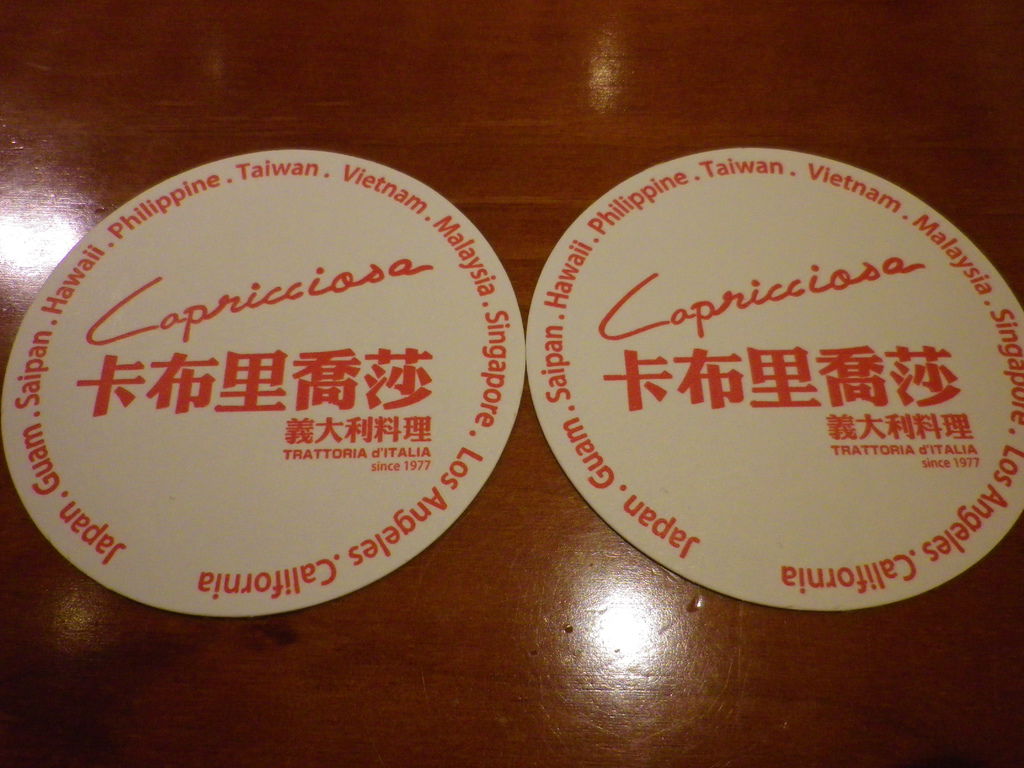 Japan . Guam . Saipan . Hawaii . Philippine . Taiwan . Vietnam . Malaysia . Singapore . Los Angeles . California
Capricciosa
卡布里喬莎
義大利料理
TRATTORIA d'ITALIA
since 1977
Japan . Guam . Saipan . Hawaii . Philippine . Taiwan . Vietnam . Malaysia . Singapore . Los Angeles . California
Capricciosa
卡布里喬莎
義大利料理
TRATTORIA d'ITALIA
since 1977